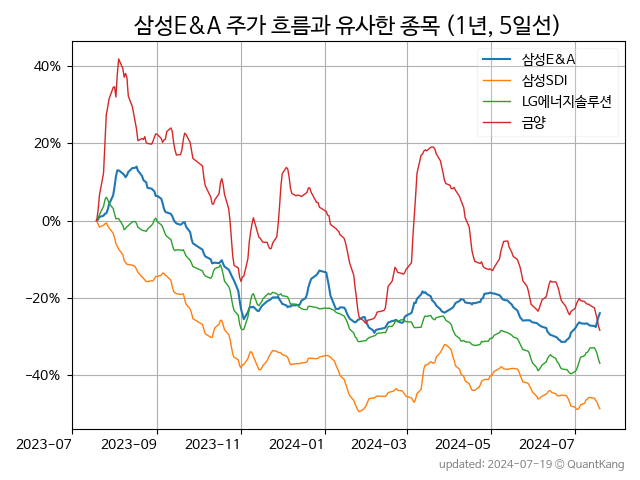 삼성E&A 주가 흐름과 유사한 종목 (1년, 5일선)
삼성E&A
삼성SDI
LG에너지솔루션
금양
40%
20%
0%
−20%
−40%
2023-07 2023-09 2023-11 2024-01 2024-03 2024-05 2024-07
updated: 2024-07-19 @ QuantKang